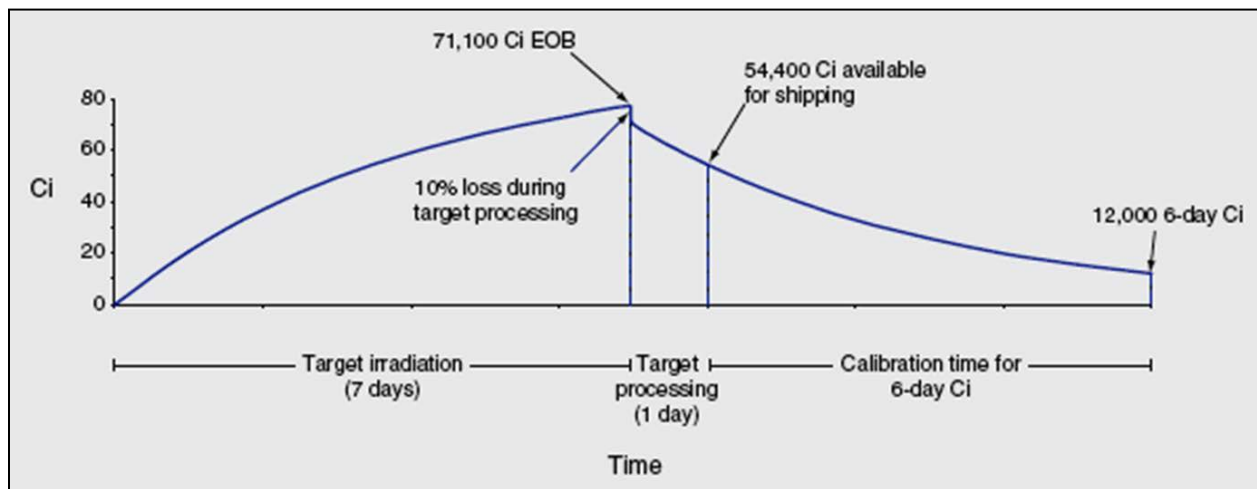 71,100 Ci EOB
54,400 Ci available
for shipping
80
60
Ci
40
20
0
10% loss during
target processing
12,000 6-day Ci
Target irradiation
(7 days)
Target
processing
(1 day)
Calibration time for
6-day Ci
Time